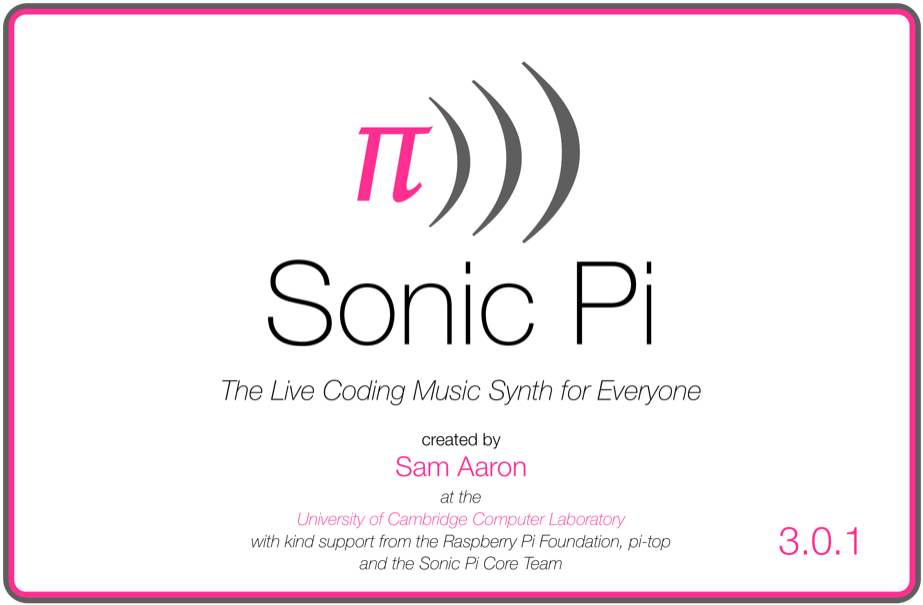 π
Sonic Pi
The Live Coding Music Synth for Everyone
created by
Sam Aaron
at the
University of Cambridge Computer Laboratory
with kind support from the Raspberry Pi Foundation, pi-top
and the Sonic Pi Core Team
3.0.1